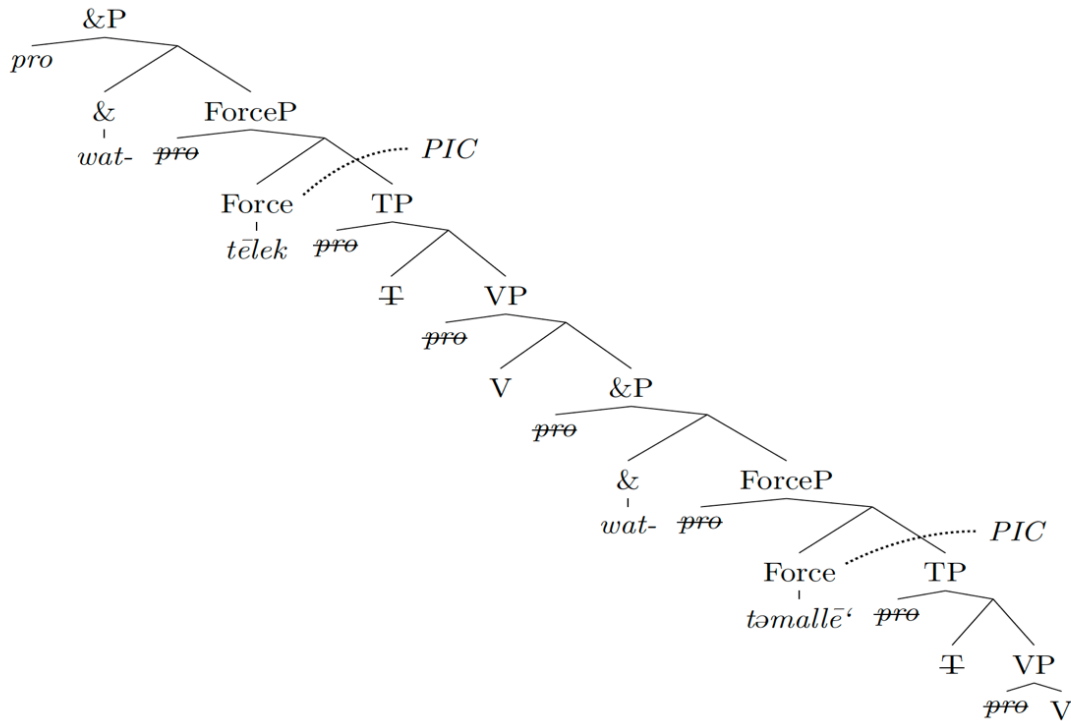 &P
pro
& ForceP
wat- pro PIC
Force TP
tēlek pro
T VP
pro
V &P
pro
& ForceP
wat- pro PIC
Force TP
təmallēʿ pro
T VP
pro V